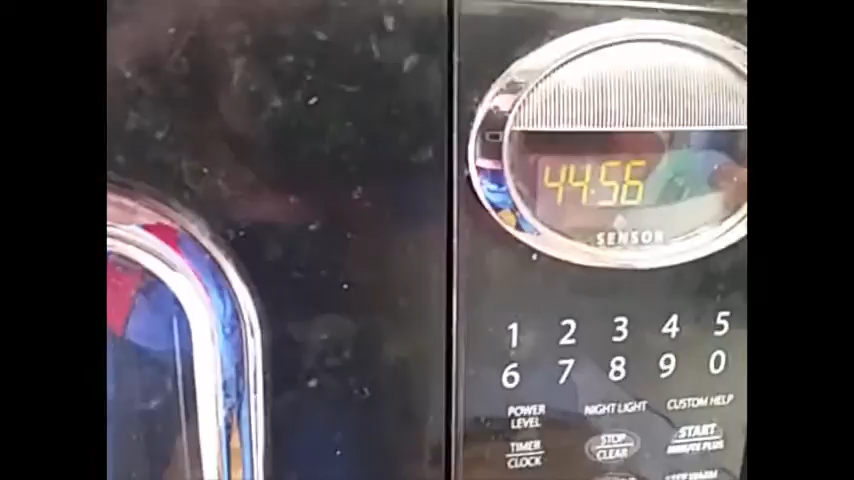 44:56
SENSOR
1 2 3 4 5
6 7 8 9 0
POWER LEVEL
NIGHT LIGHT
CUSTOM HELP
TIMER
CLOCK
STOP
CLEAR
START
MINUTE PLUS